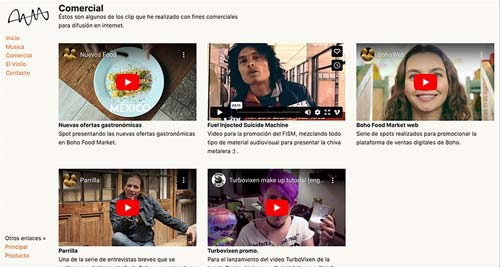 Comercial
Éstos son algunos de los clip que he realizado con fines comerciales
para difusión en internet.
Inicio
Musica
Comercial
El Vinilo
Contacto
Nuevos Food
MÉXICO
Nuevas ofertas gastronómicas
Spot presentando las nuevas ofertas gastronómicas
en Boho Food Market.
Fuel Injected Suicide Machine
Video para la promoción del FISM, mezclando todo
tipo de material audiovisual para presentar la chiva
metalera :) .
BohoWeb
Boho Food Market web
Serie de spots realizados para promocionar la
plataforma de ventas digitales de Boho.
Parrilla
Parrilla
Una de la serie de entrevistas breves que se
Turbovixen make up tutorial (eng...
Turbovixen promo.
Para el lanzamiento del video TurboVixen de la
Otros enlaces »
Principal
Producto